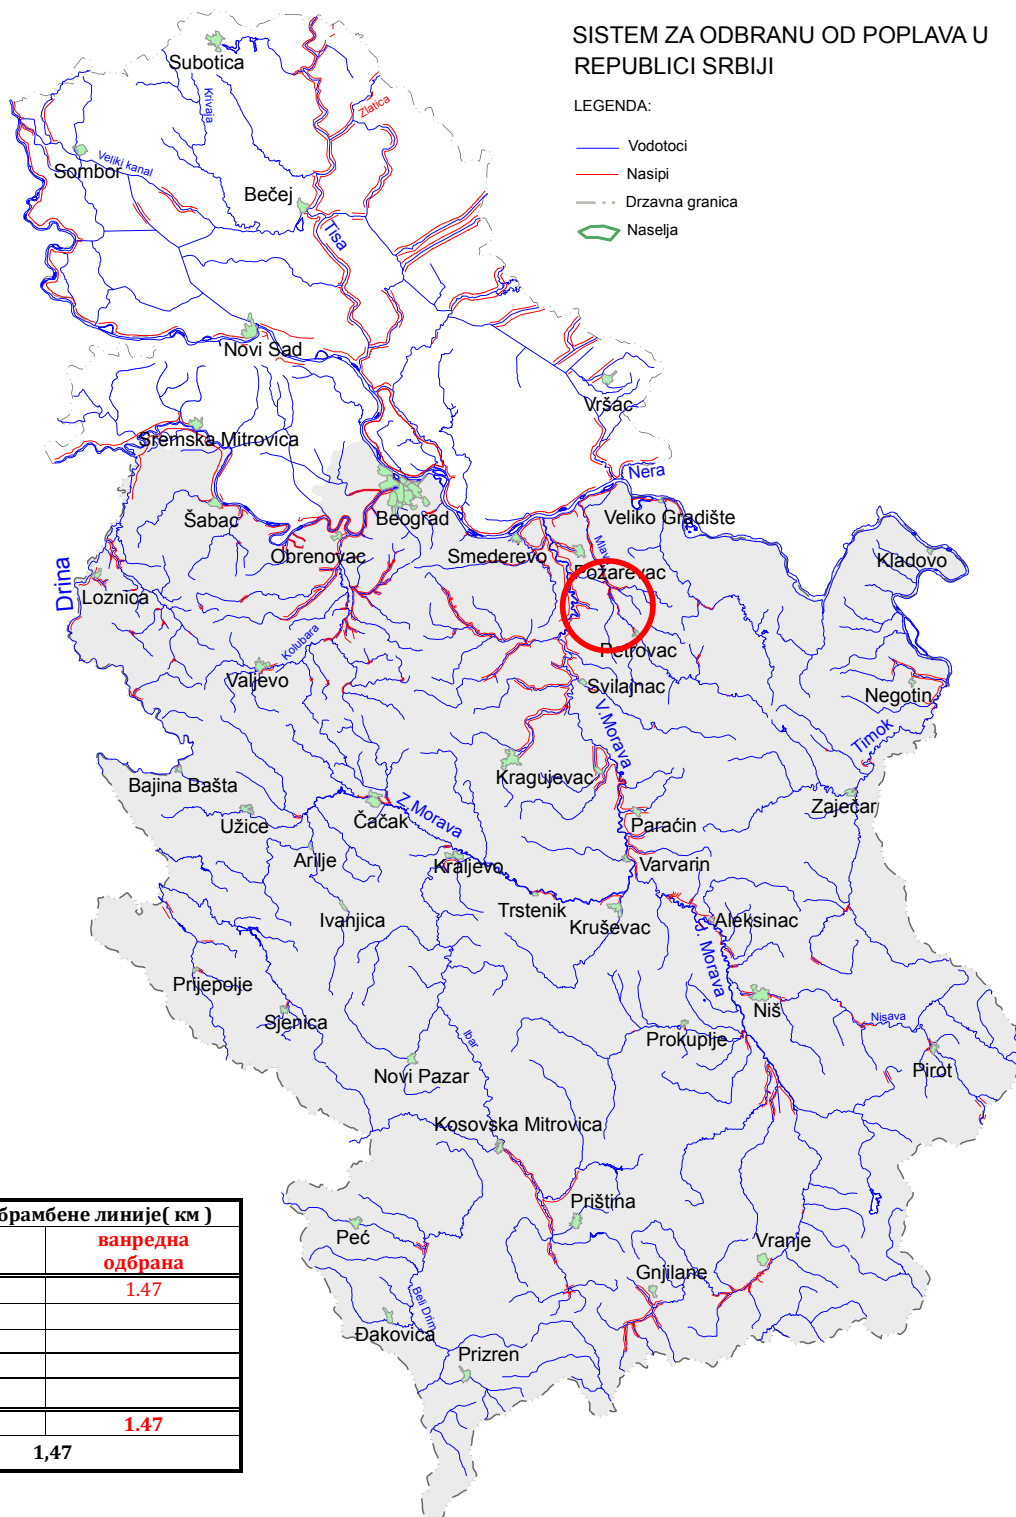 SISTEM ZA ODBRANU OD POPLAVA U
REPUBLICI SRBIJI
LEGENDA:
Vodotoci
Nasipi
Drzavna granica
Naselja
Subotica
Krivaja
Zlatica
Sombor
Veliki kanal
Bečej
Tisa
Novi Sad
Vršac
Sremska Mitrovica
Nera
Šabac
Beograd
Veliko Gradište
Obrenovac
Smederevo
Kladovo
Požarevac
Drina
Loznica
Kolubara
Petrovac
Valjevo
Svilajnac
Negotin
V.Morava
Timok
Bajina Bašta
Kragujevac
Zaječar
Užice
Čačak
Z.Morava
Paraćin
Arilje
Kraljevo
Varvarin
Ivanjica
Trstenik
Kruševac
Aleksinac
J. Morava
Prijepolje
Sjenica
Niš
Nisava
Ibar
Prokuplje
Pirot
Novi Pazar
Kosovska Mitrovica
Priština
Peć
Vranje
Gnjilane
Beli Drim
Đakovica
Prizren
брамбене линије( км )
ванредна
одбрана
1.47
1.47
1,47